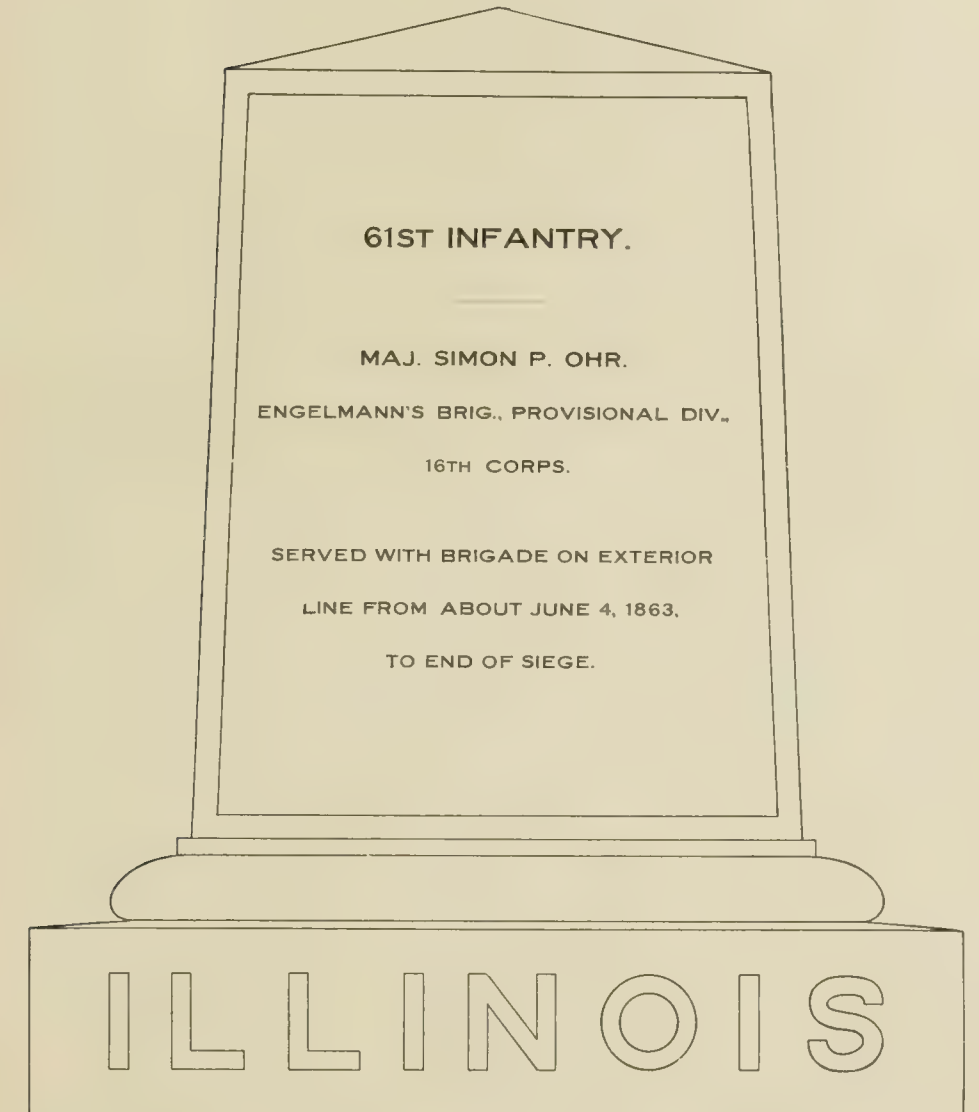 61ST INFANTRY.
MAJ. SIMON P. OHR.
ENGELMANN'S BRIG., PROVISIONAL DIV.,
16TH CORPS.
SERVED WITH BRIGADE ON EXTERIOR
LINE FROM ABOUT JUNE 4, 1863,
TO END OF SIEGE.
ILLINOIS